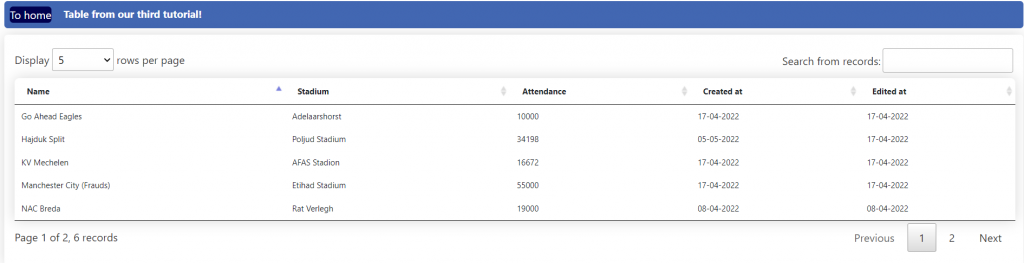 To home Table from our third tutorial!
Display 5 rows per page Search from records:
Name Stadium Attendance Created at Edited at
Go Ahead Eagles Adelaarshorst 10000 17-04-2022 17-04-2022
Hajduk Split Poljud Stadium 34198 05-05-2022 17-04-2022
KV Mechelen AFAS Stadion 16672 17-04-2022 17-04-2022
Manchester City (Frauds) Etihad Stadium 55000 17-04-2022 17-04-2022
NAC Breda Rat Verlegh 19000 08-04-2022 08-04-2022
Page 1 of 2, 6 records Previous 1 2 Next